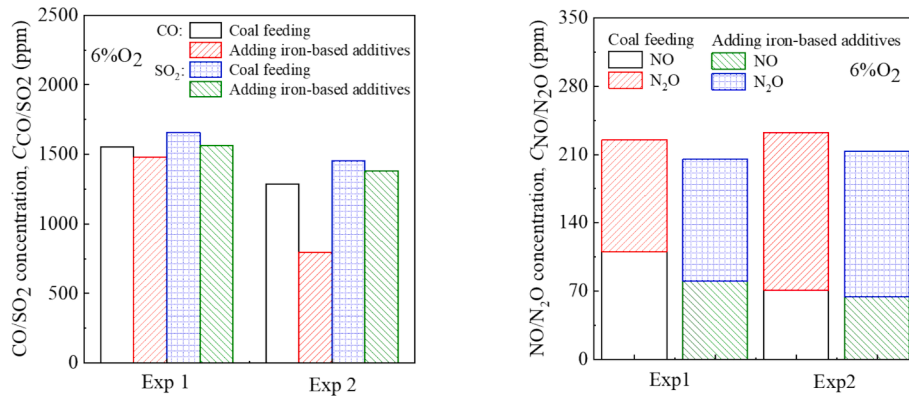 CO/SO2 concentration, CCO/SO2 (ppm)
2500
2000
1500
1000
500
0
6%O2
CO: Coal feeding
Adding iron-based additives
SO2: Coal feeding
Adding iron-based additives
Exp 1 Exp 2
NO/N2O concentration, CNO/N2O (ppm)
350
280
210
140
70
0
Coal feeding Adding iron-based additives
NO NO
N2O N2O
6%O2
Exp1 Exp2